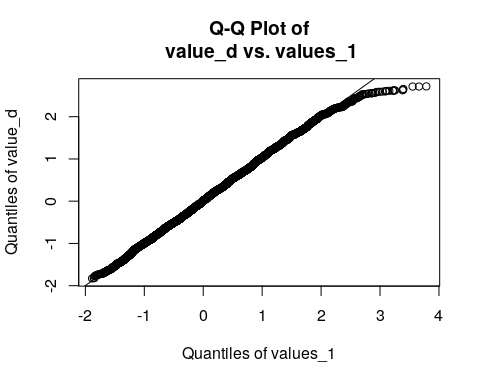 Q-Q Plot of
value_d vs. values_1
Quantiles of value_d
2
1
0
-1
-2
-2 -1 0 1 2 3 4
Quantiles of values_1